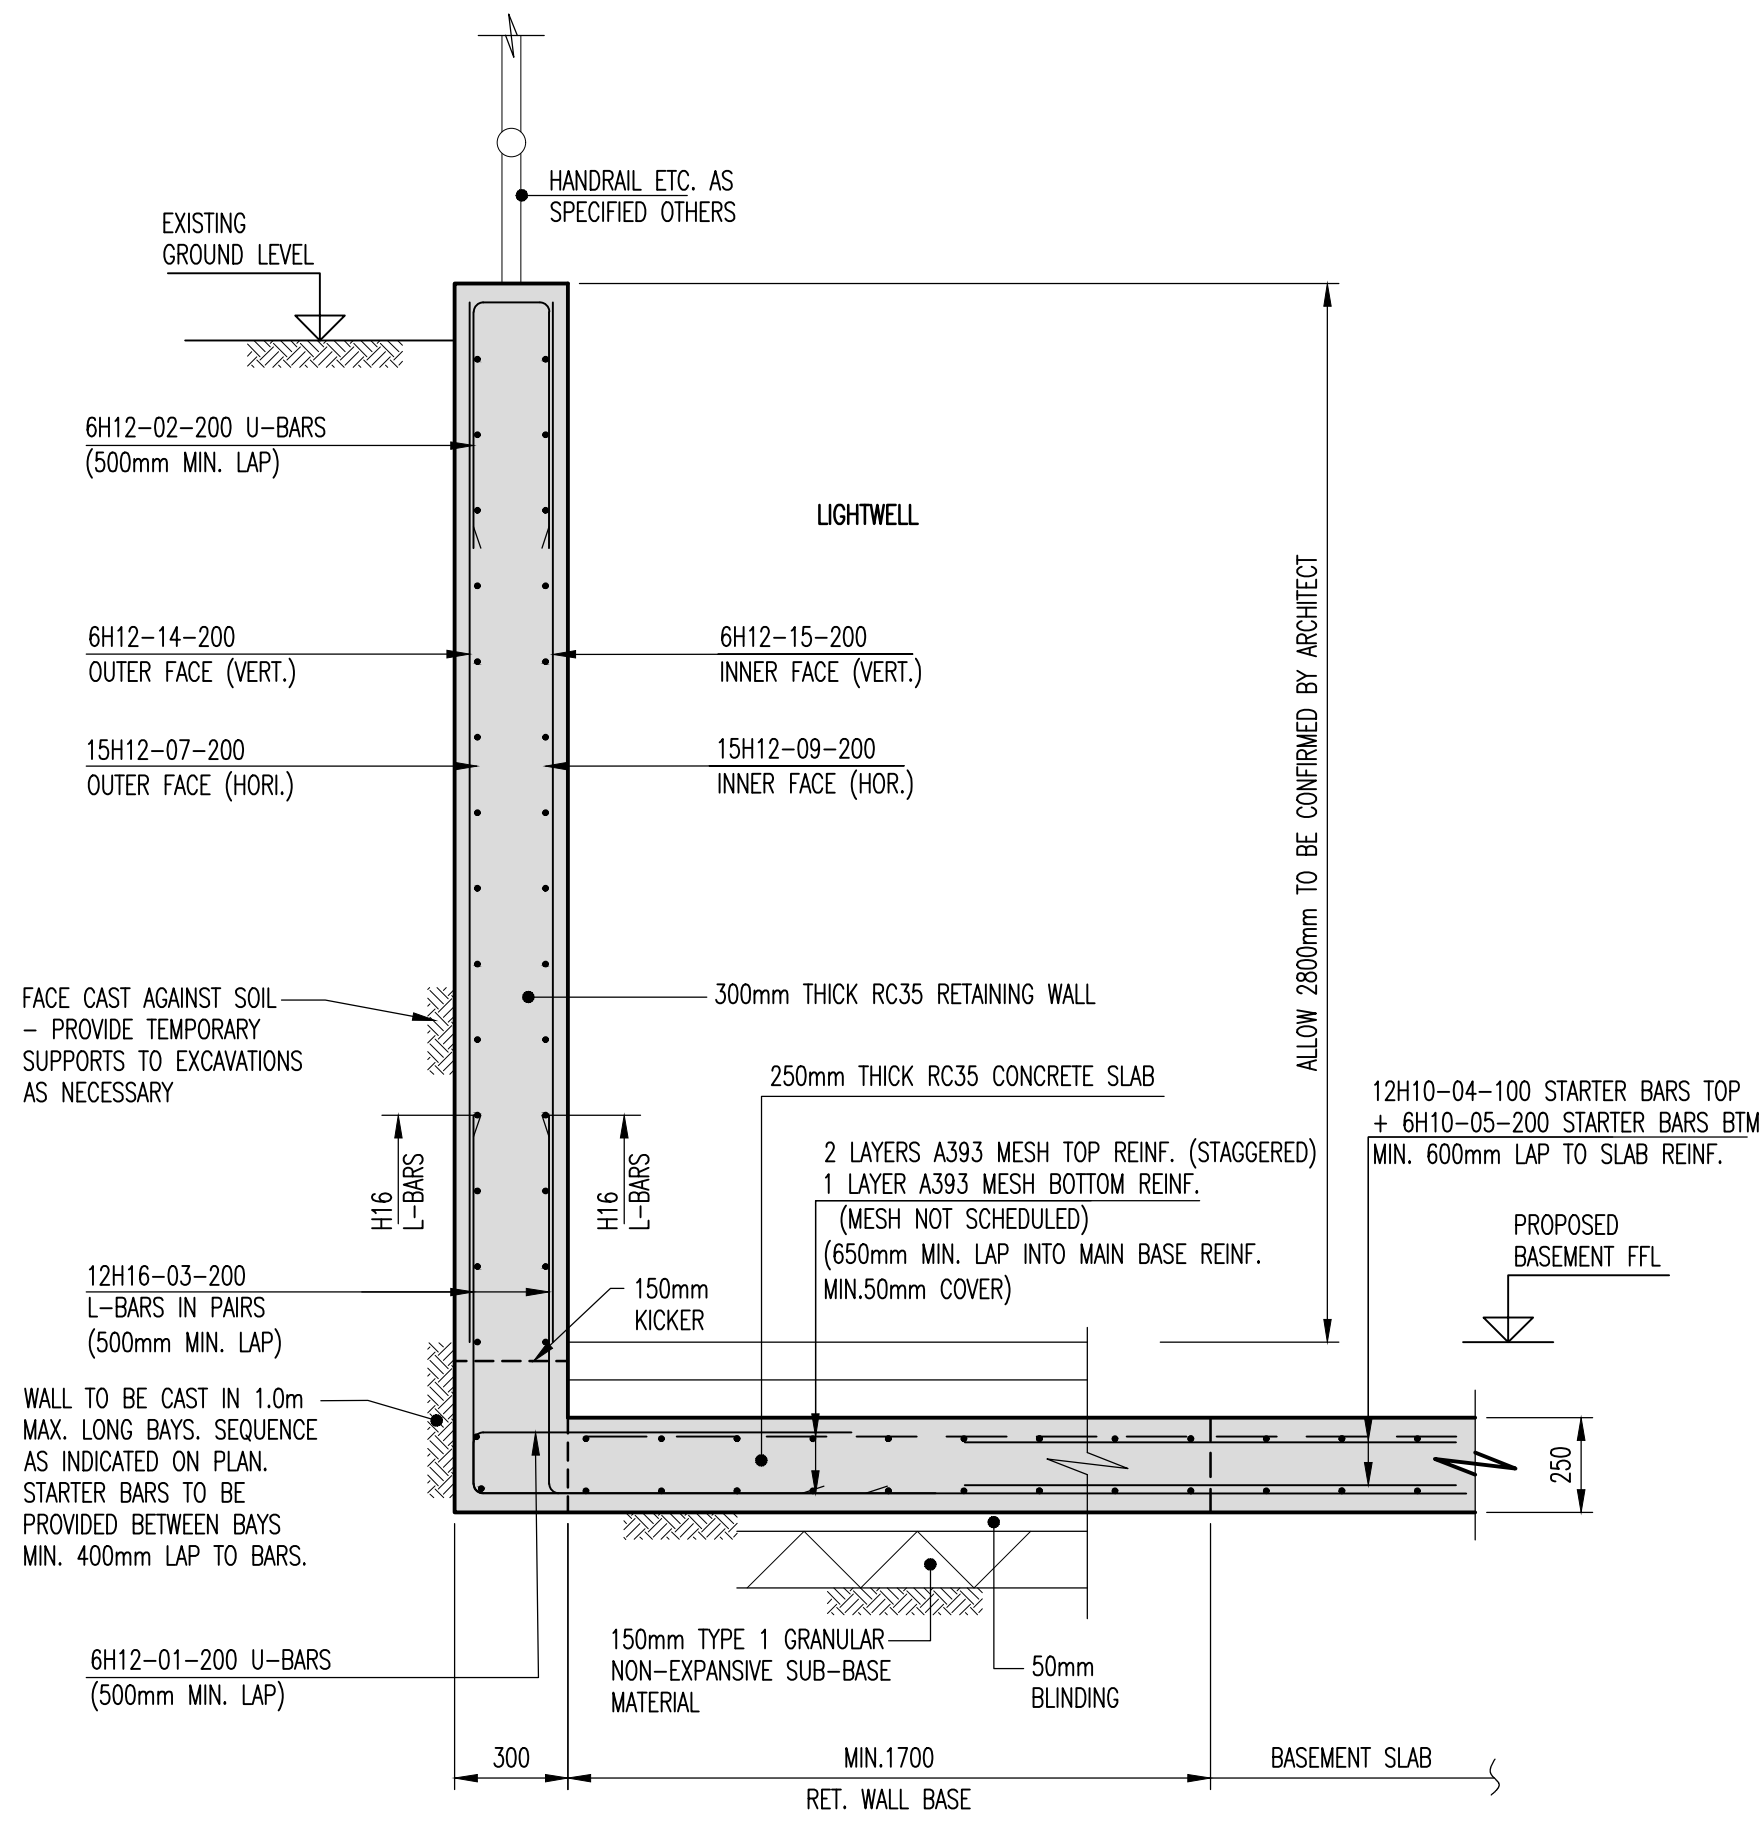 HANDRAIL ETC. AS
SPECIFIED OTHERS
EXISTING
GROUND LEVEL
6H12-02-200 U-BARS
(500mm MIN. LAP)
LIGHTWELL
6H12-14-200
OUTER FACE (VERT.)
6H12-15-200
INNER FACE (VERT.)
15H12-07-200
OUTER FACE (HORI.)
15H12-09-200
INNER FACE (HOR.)
ALLOW 2800mm TO BE CONFIRMED BY ARCHITECT
FACE CAST AGAINST SOIL
- PROVIDE TEMPORARY
SUPPORTS TO EXCAVATIONS
AS NECESSARY
300mm THICK RC35 RETAINING WALL
250mm THICK RC35 CONCRETE SLAB
12H10-04-100 STARTER BARS TOP
+ 6H10-05-200 STARTER BARS BTM
MIN. 600mm LAP TO SLAB REINF.
2 LAYERS A393 MESH TOP REINF. (STAGGERED)
1 LAYER A393 MESH BOTTOM REINF.
(MESH NOT SCHEDULED)
(650mm MIN. LAP INTO MAIN BASE REINF.
MIN.50mm COVER)
H16
L-BARS
H16
L-BARS
PROPOSED
BASEMENT FFL
12H16-03-200
L-BARS IN PAIRS
(500mm MIN. LAP)
150mm
KICKER
WALL TO BE CAST IN 1.0m
MAX. LONG BAYS. SEQUENCE
AS INDICATED ON PLAN.
STARTER BARS TO BE
PROVIDED BETWEEN BAYS
MIN. 400mm LAP TO BARS.
250
6H12-01-200 U-BARS
(500mm MIN. LAP)
150mm TYPE 1 GRANULAR
NON-EXPANSIVE SUB-BASE
MATERIAL
50mm
BLINDING
300
MIN.1700
BASEMENT SLAB
RET. WALL BASE